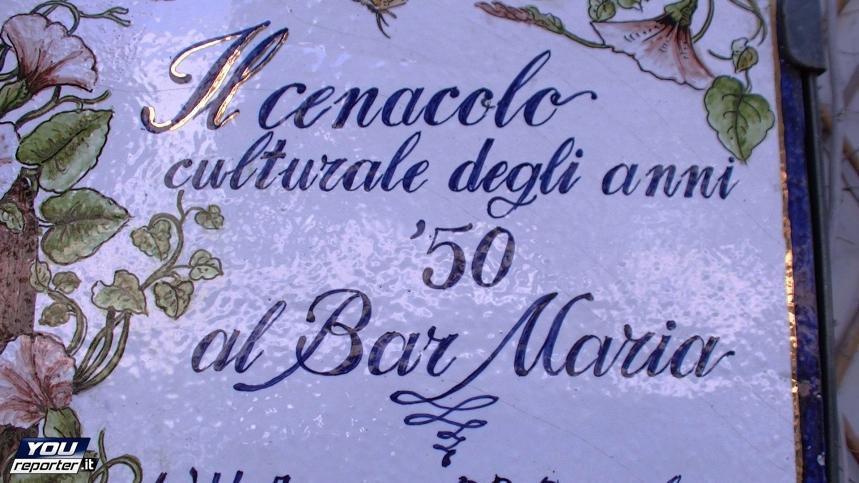 Il cenacolo
culturale degli anni
'50
al Bar Maria
YOU
reporter.it